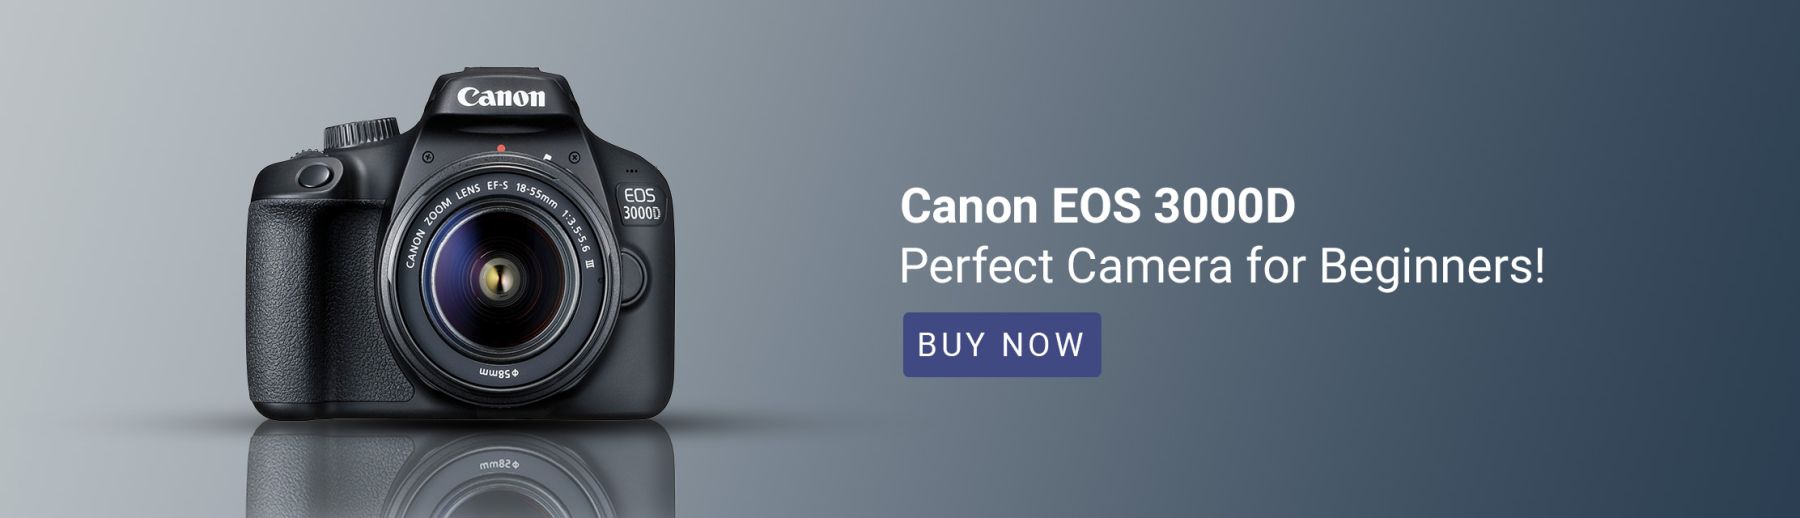 Canon
EOS
3000D
CANON ZOOM LENS EF-S 18-55mm 1:3.5-5.6 III
Φ58mm
Canon EOS 3000D
Perfect Camera for Beginners!
BUY NOW
Φ58mm